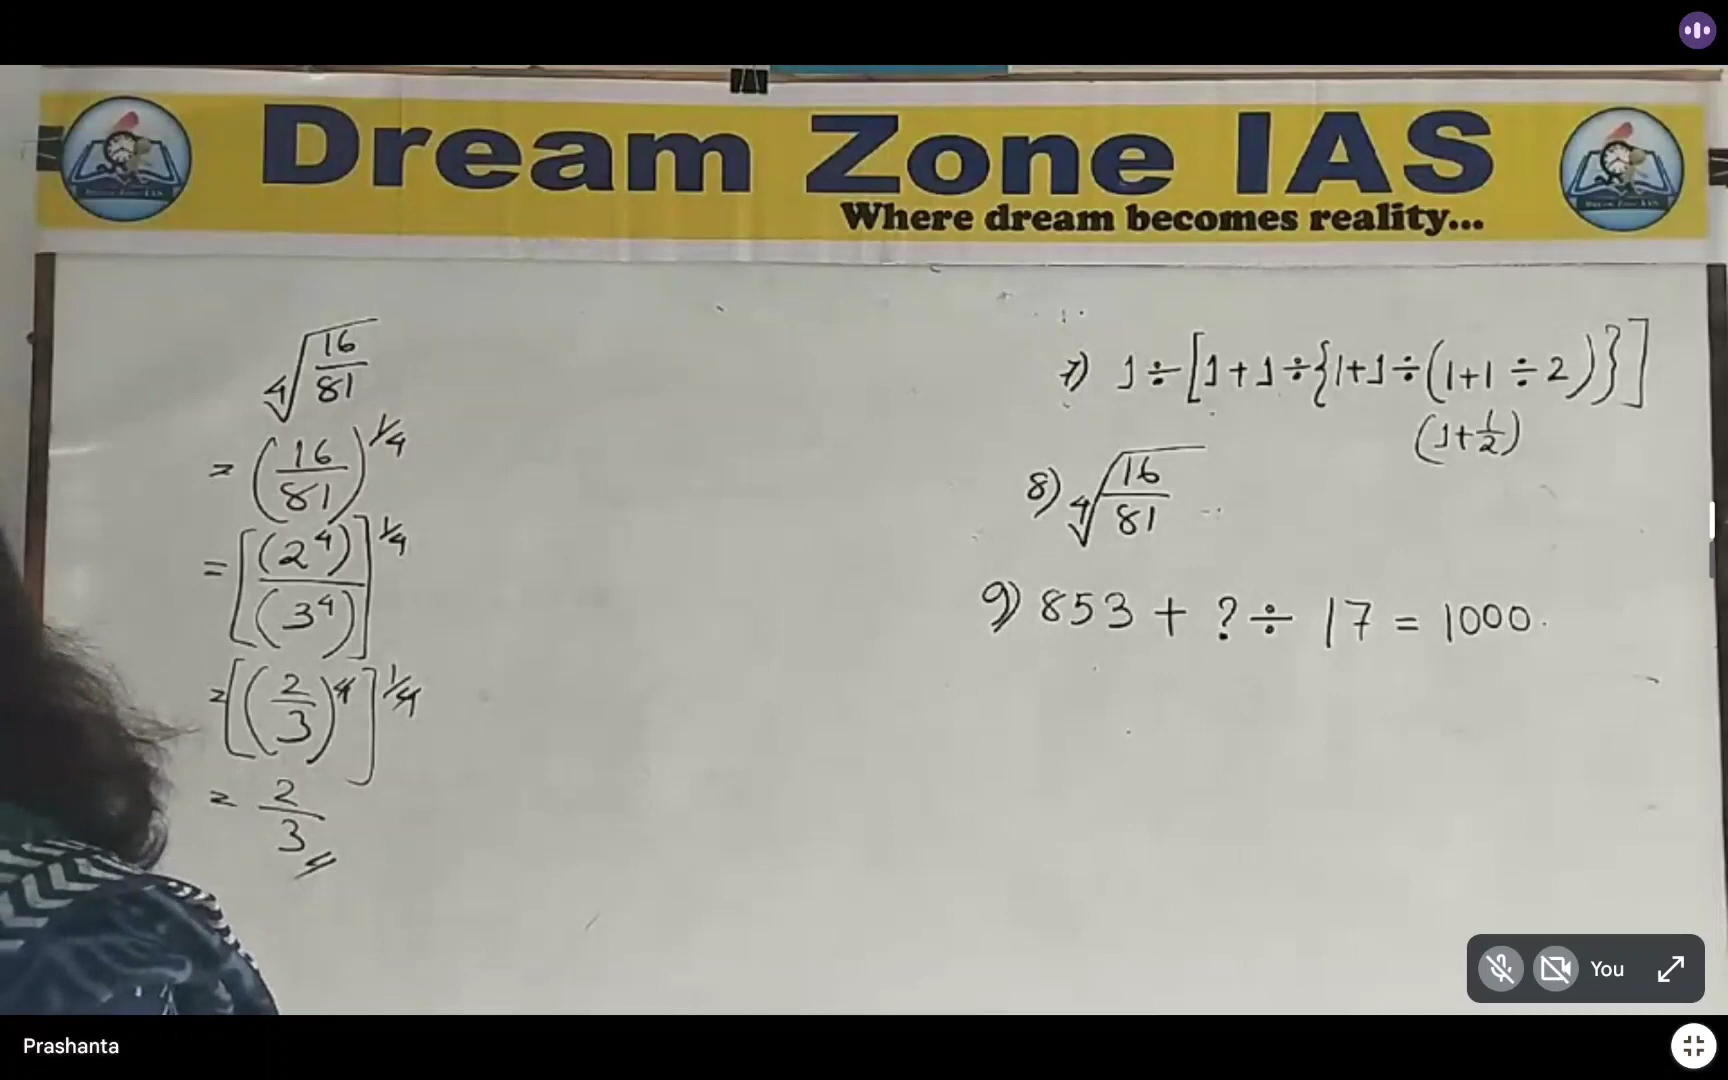 Dream Zone IAS
Where dream becomes reality...
⁴√(16/81)
= (16/81)^1/4
= [(2^4)/(3^4)]^1/4
= [(2/3)^4]^1/4
= 2/3
7) 1 ÷ [1 + 1 ÷ {1 + 1 ÷ (1 + 1 ÷ 2)}]
(1 + 1/2)
8) ⁴√(16/81)
9) 853 + ? ÷ 17 = 1000.
You
Prashanta